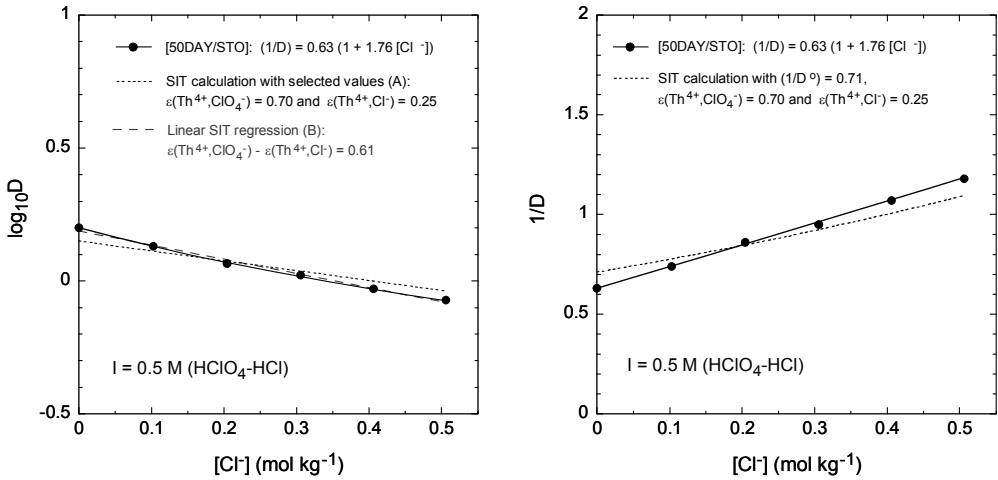 1
0.5
0
-0.5
log₁₀D
[50DAY/STO]: (1/D) = 0.63 (1 + 1.76 [Cl ⁻])
SIT calculation with selected values (A):
ε(Th⁴⁺,ClO₄⁻) = 0.70 and ε(Th⁴⁺,Cl⁻) = 0.25
Linear SIT regression (B):
ε(Th⁴⁺,ClO₄⁻) - ε(Th⁴⁺,Cl⁻) = 0.61
I = 0.5 M (HClO₄-HCl)
0 0.1 0.2 0.3 0.4 0.5
[Cl⁻] (mol kg⁻¹)
2
1.5
1.0
0.5
0
1/D
[50DAY/STO]: (1/D) = 0.63 (1 + 1.76 [Cl ⁻])
SIT calculation with (1/D °) = 0.71,
ε(Th⁴⁺,ClO₄⁻) = 0.70 and ε(Th⁴⁺,Cl⁻) = 0.25
I = 0.5 M (HClO₄-HCl)
0 0.1 0.2 0.3 0.4 0.5
[Cl⁻] (mol kg⁻¹)